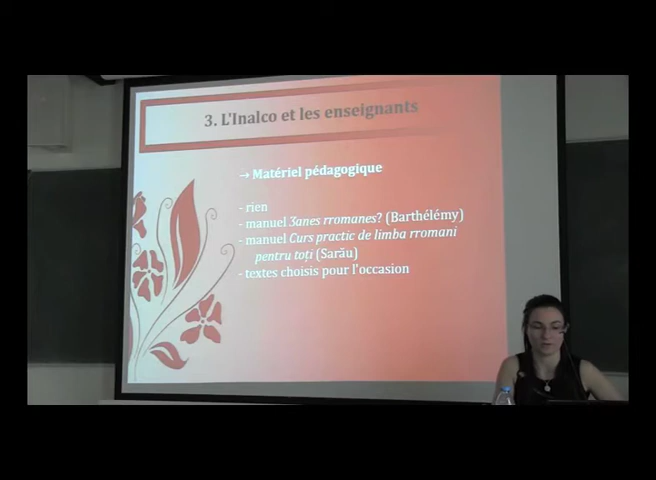 3. L'Inalco et les enseignants
→ Matériel pédagogique
- rien
- manuel 3anes rromanes? (Barthélémy)
- manuel Curs practic de limba rromani
pentru toți (Sarău)
- textes choisis pour l'occasion